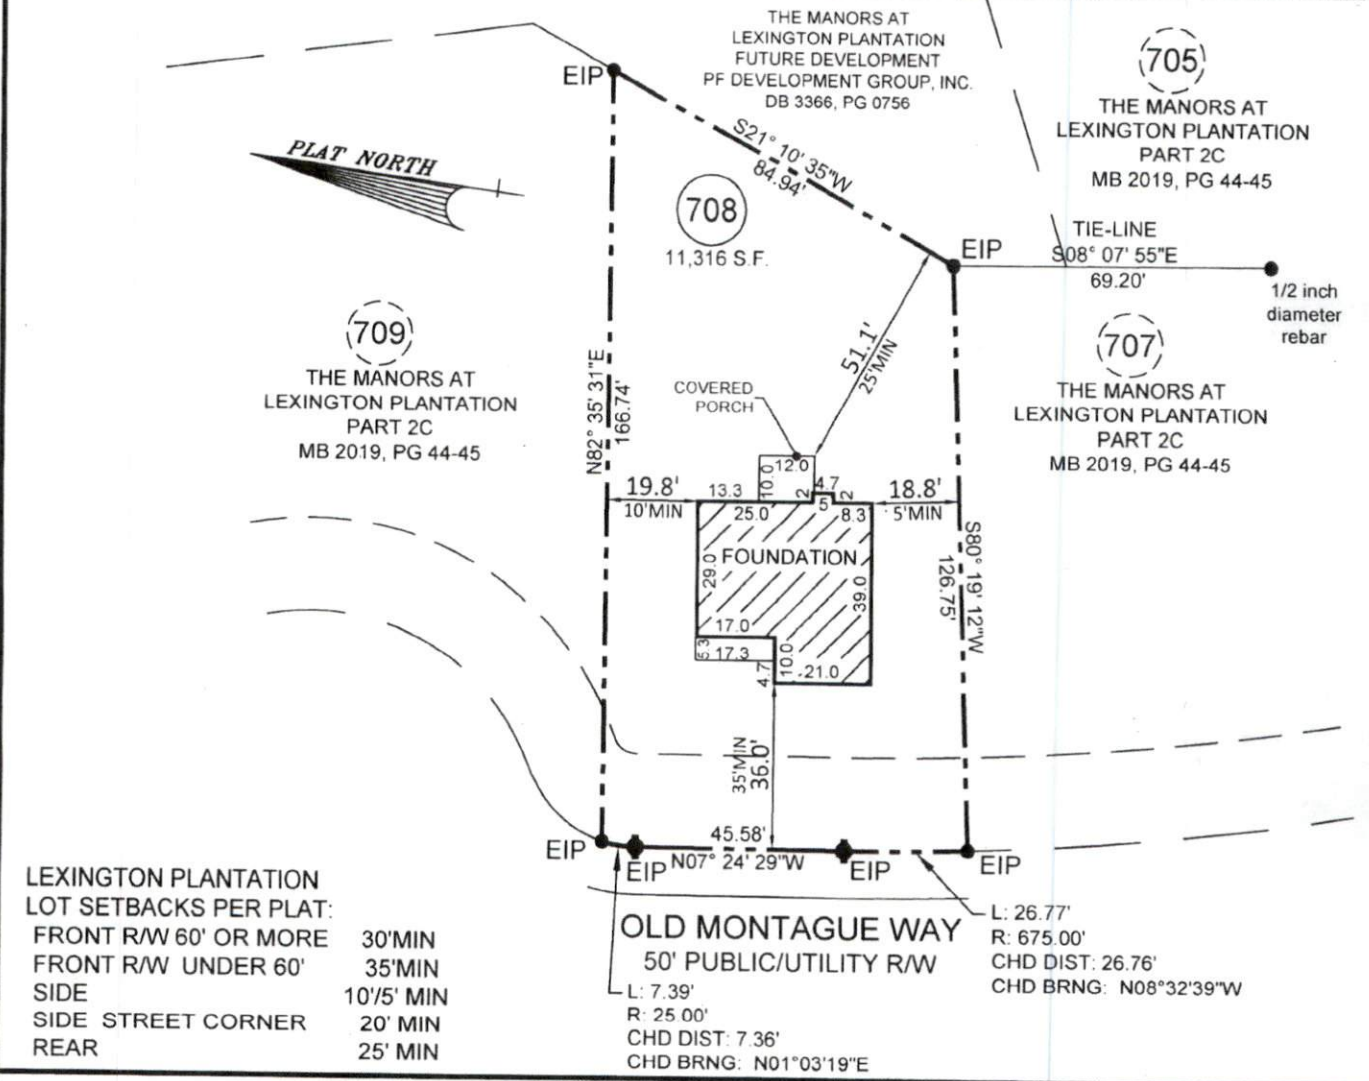 THE MANORS AT
LEXINGTON PLANTATION
FUTURE DEVELOPMENT
PF DEVELOPMENT GROUP, INC.
DB 3366, PG 0756
705
THE MANORS AT
LEXINGTON PLANTATION
PART 2C
MB 2019, PG 44-45
EIP
PLAT NORTH
S21° 10' 35"W
84.94'
708
11,316 S.F.
EIP
TIE-LINE
S08° 07' 55"E
69.20'
1/2 inch
diameter
rebar
709
THE MANORS AT
LEXINGTON PLANTATION
PART 2C
MB 2019, PG 44-45
707
THE MANORS AT
LEXINGTON PLANTATION
PART 2C
MB 2019, PG 44-45
N82° 35' 31"E
166.74'
51.1'
25'MIN
COVERED
PORCH
12.0
10.0
19.8'
10'MIN
13.3
25.0
2
4.7
5
2
8.3
18.8'
5'MIN
FOUNDATION
29.0
39.0
S80° 19' 12"W
126.75'
17.0
5.3
17.3
4.7
10.0
21.0
35'MIN
36.0'
45.58'
N07° 24' 29"W
EIP
EIP
EIP
EIP
OLD MONTAGUE WAY
50' PUBLIC/UTILITY R/W
L: 7.39'
R: 25.00'
CHD DIST: 7.36'
CHD BRNG: N01°03'19"E
L: 26.77'
R: 675.00'
CHD DIST: 26.76'
CHD BRNG: N08°32'39"W
LEXINGTON PLANTATION
LOT SETBACKS PER PLAT:
FRONT R/W 60' OR MORE 30'MIN
FRONT R/W UNDER 60' 35'MIN
SIDE 10'/5' MIN
SIDE STREET CORNER 20' MIN
REAR 25' MIN